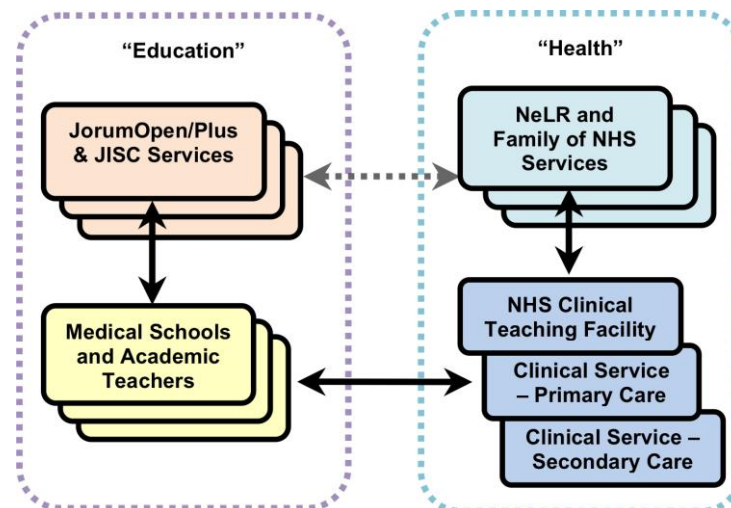 “Education”
JorumOpen/Plus
& JISC Services
Medical Schools
and Academic
Teachers
“Health”
NeLR and
Family of NHS
Services
NHS Clinical
Teaching Facility
Clinical Service
– Primary Care
Clinical Service –
Secondary Care